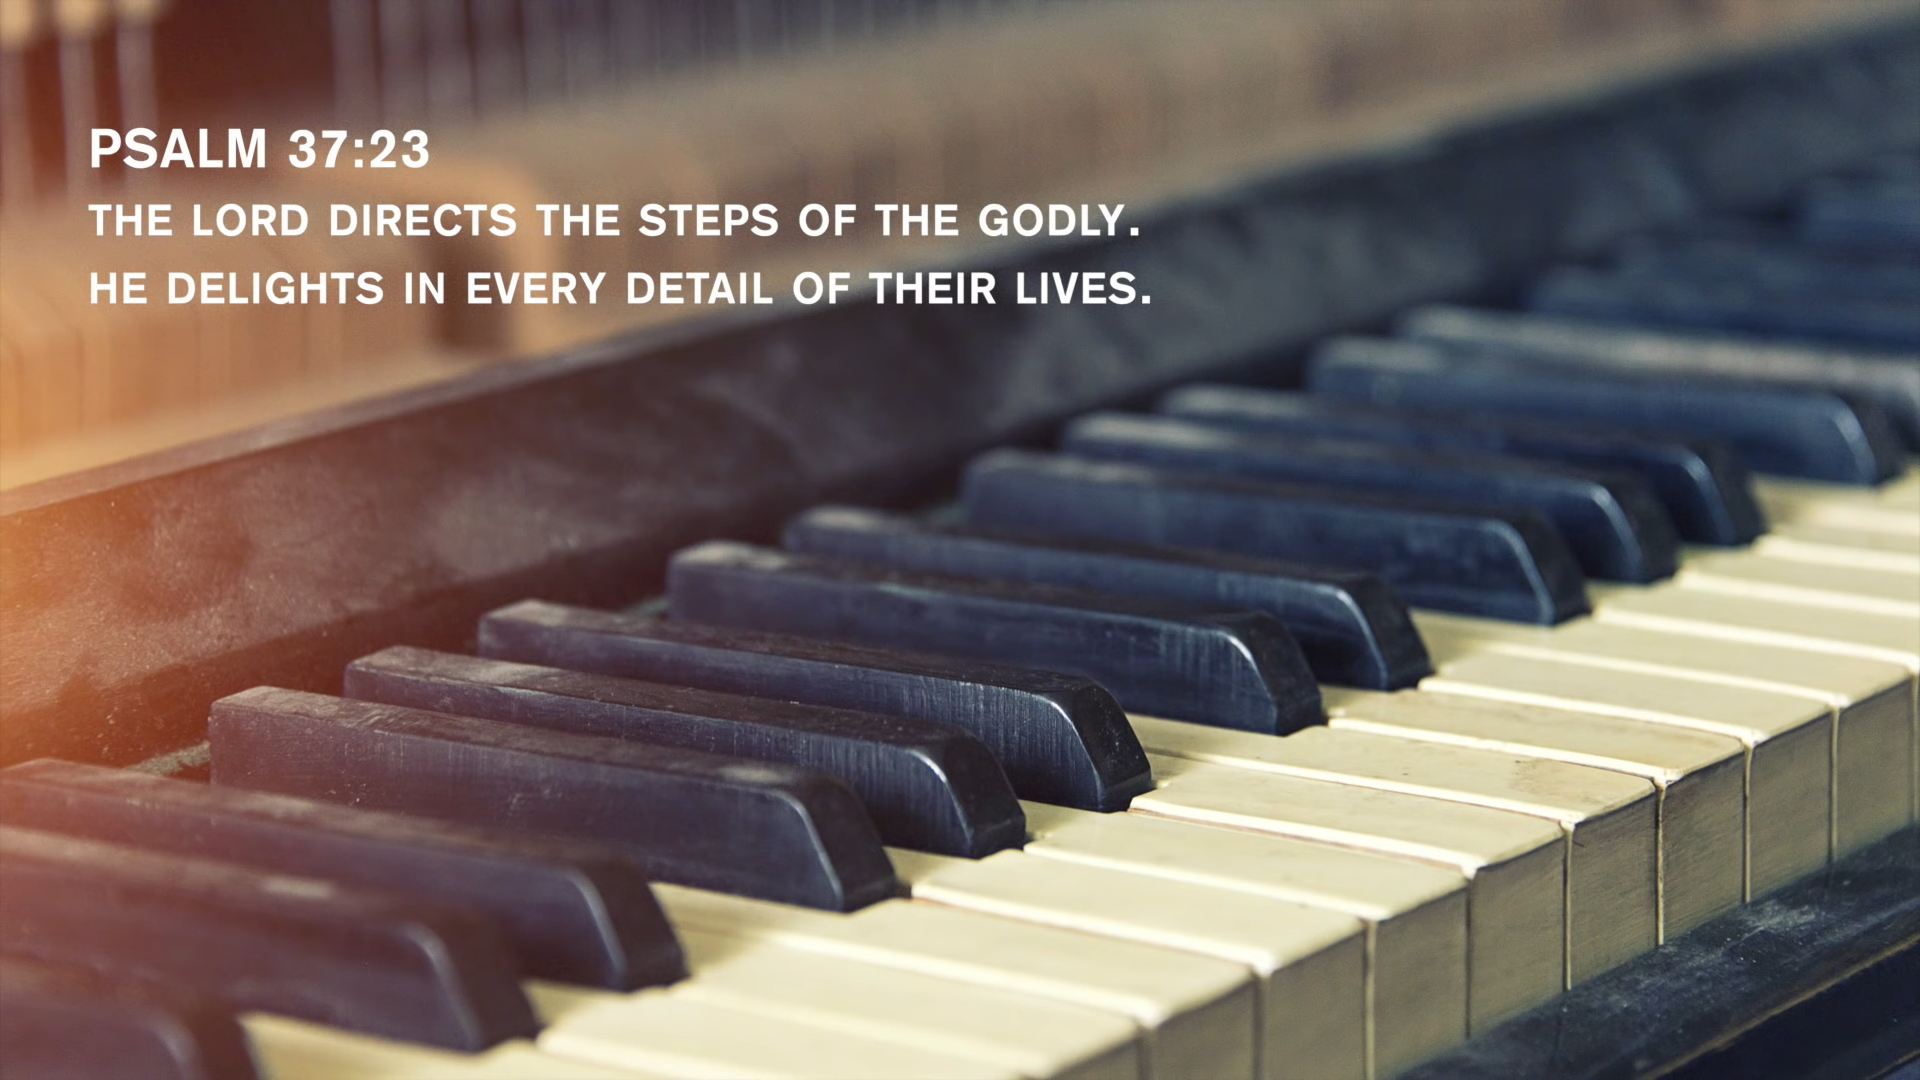 PSALM 37:23
THE LORD DIRECTS THE STEPS OF THE GODLY.
HE DELIGHTS IN EVERY DETAIL OF THEIR LIVES.